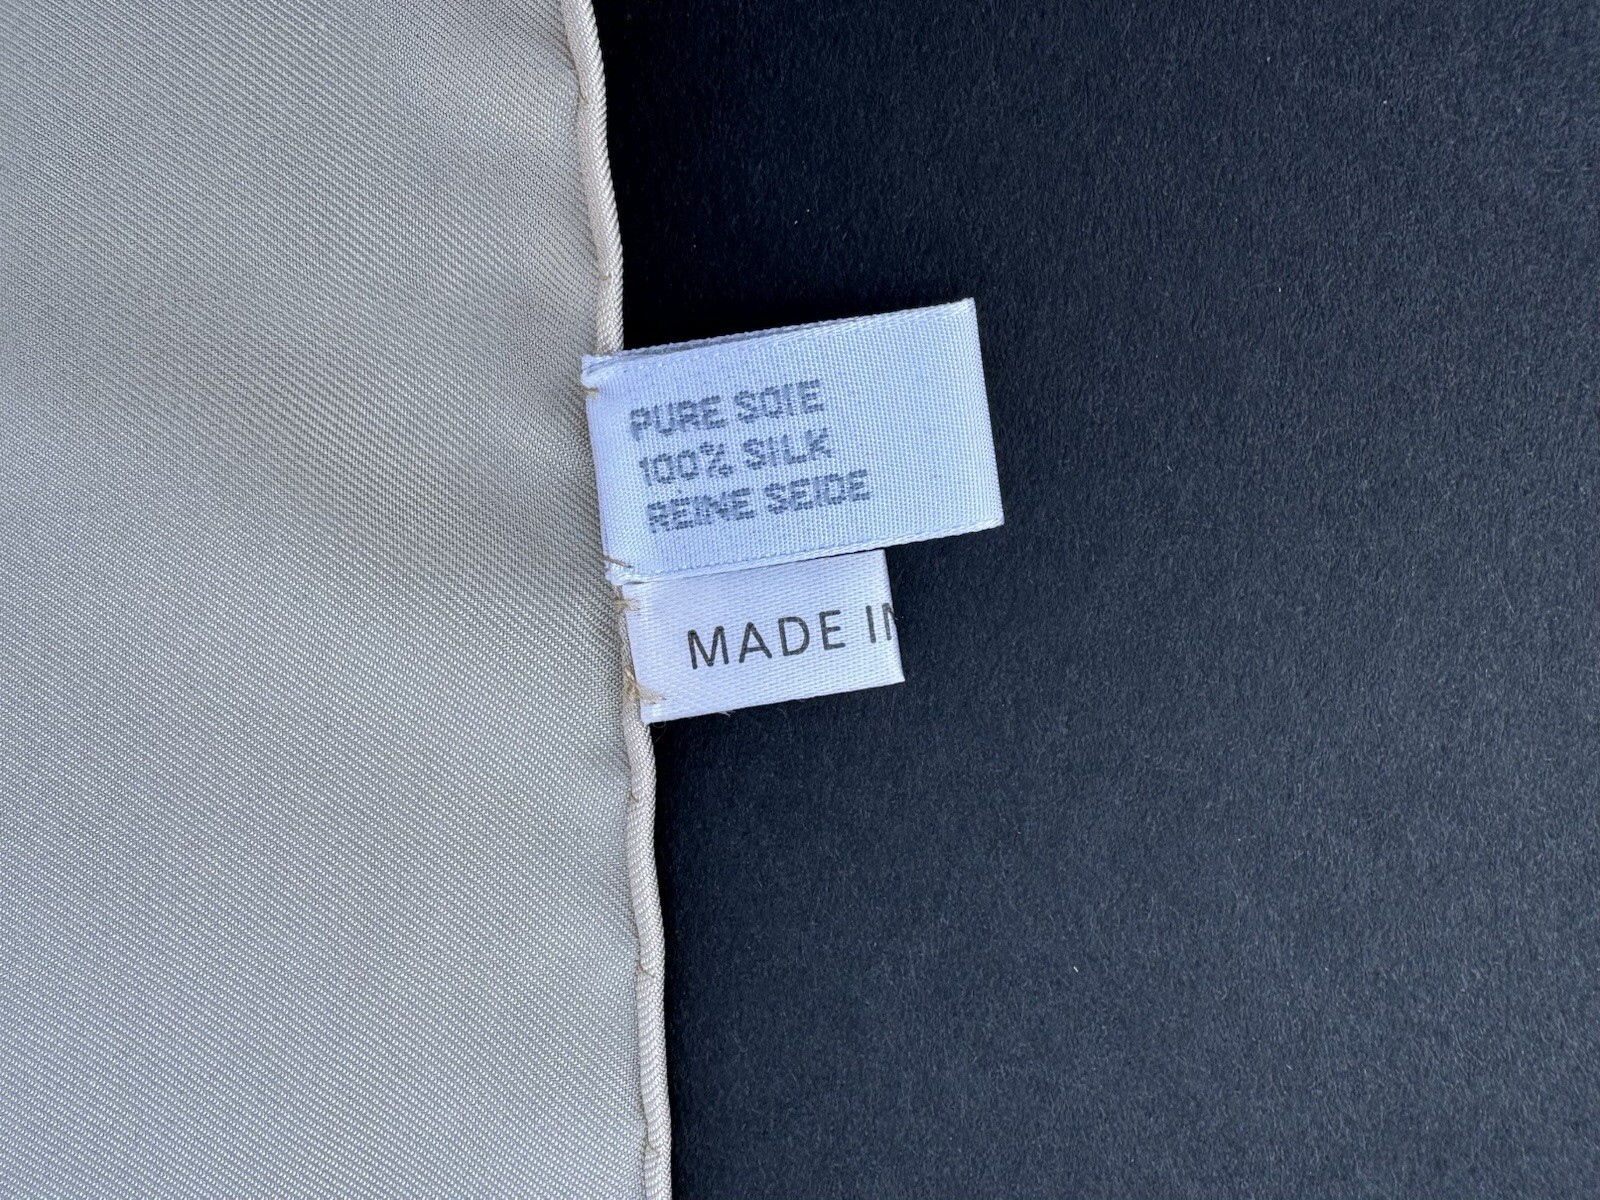 PURE SOIE
100% SILK
REINE SEIDE
MADE IN